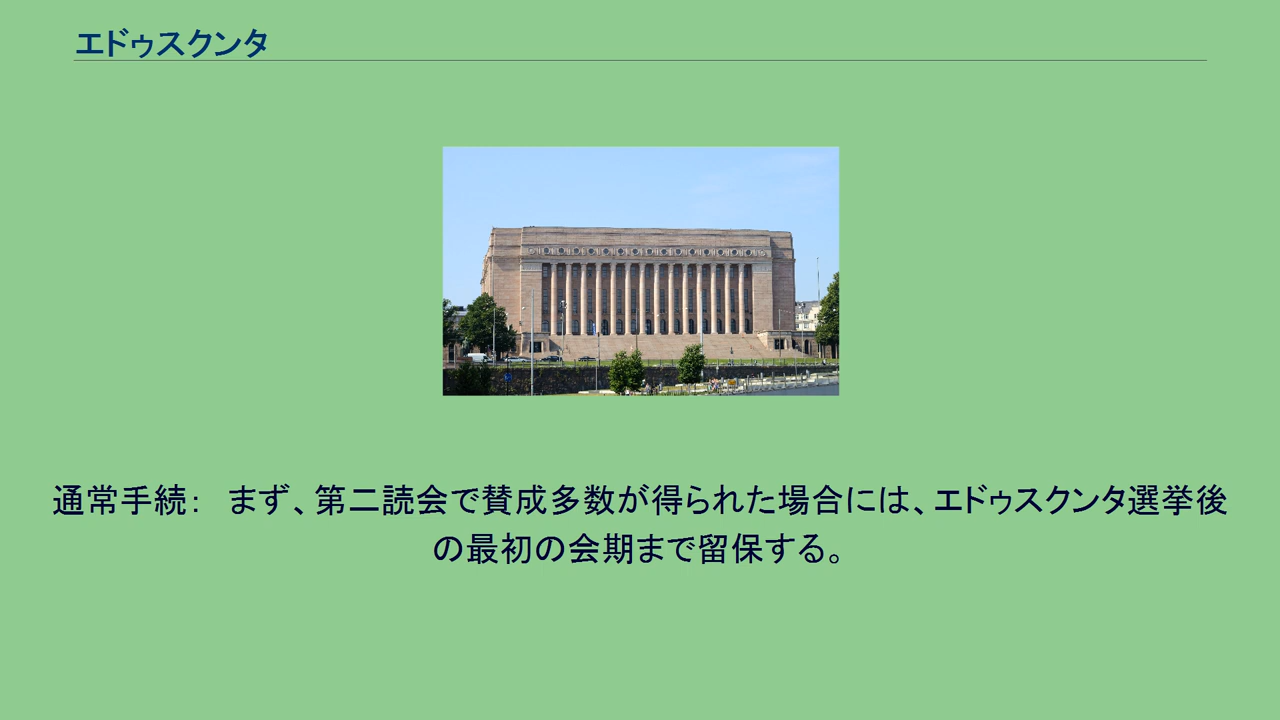 エドゥスクンタ
通常手続：　まず、第二読会で賛成多数が得られた場合には、エドゥスクンタ選挙後
の最初の会期まで留保する。